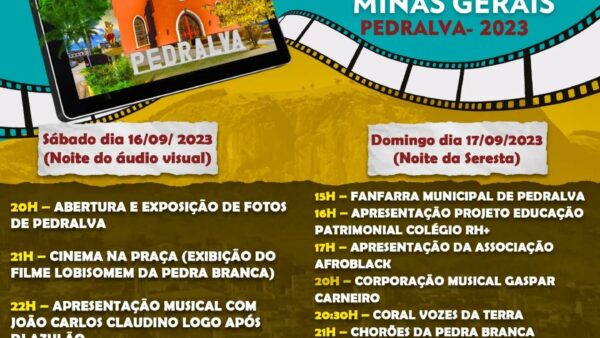 MINAS GERAIS
PEDRALVA- 2023
PEDRALVA
Sábado dia 16/09/ 2023
(Noite do áudio visual)
20H – ABERTURA E EXPOSIÇÃO DE FOTOS
DE PEDRALVA
21H – CINEMA NA PRAÇA (EXIBIÇÃO DO
FILME LOBISOMEM DA PEDRA BRANCA)
22H – APRESENTAÇÃO MUSICAL COM
JOÃO CARLOS CLAUDINO LOGO APÓS
Domingo dia 17/09/2023
(Noite da Seresta)
15H – FANFARRA MUNICIPAL DE PEDRALVA
16H – APRESENTAÇÃO PROJETO EDUCAÇÃO
PATRIMONIAL COLÉGIO RH+
17H – APRESENTAÇÃO DA ASSOCIAÇÃO
AFROBLACK
20H – CORPORAÇÃO MUSICAL GASPAR
CARNEIRO
20:30H – CORAL VOZES DA TERRA
21H – CHORÕES DA PEDRA BRANCA